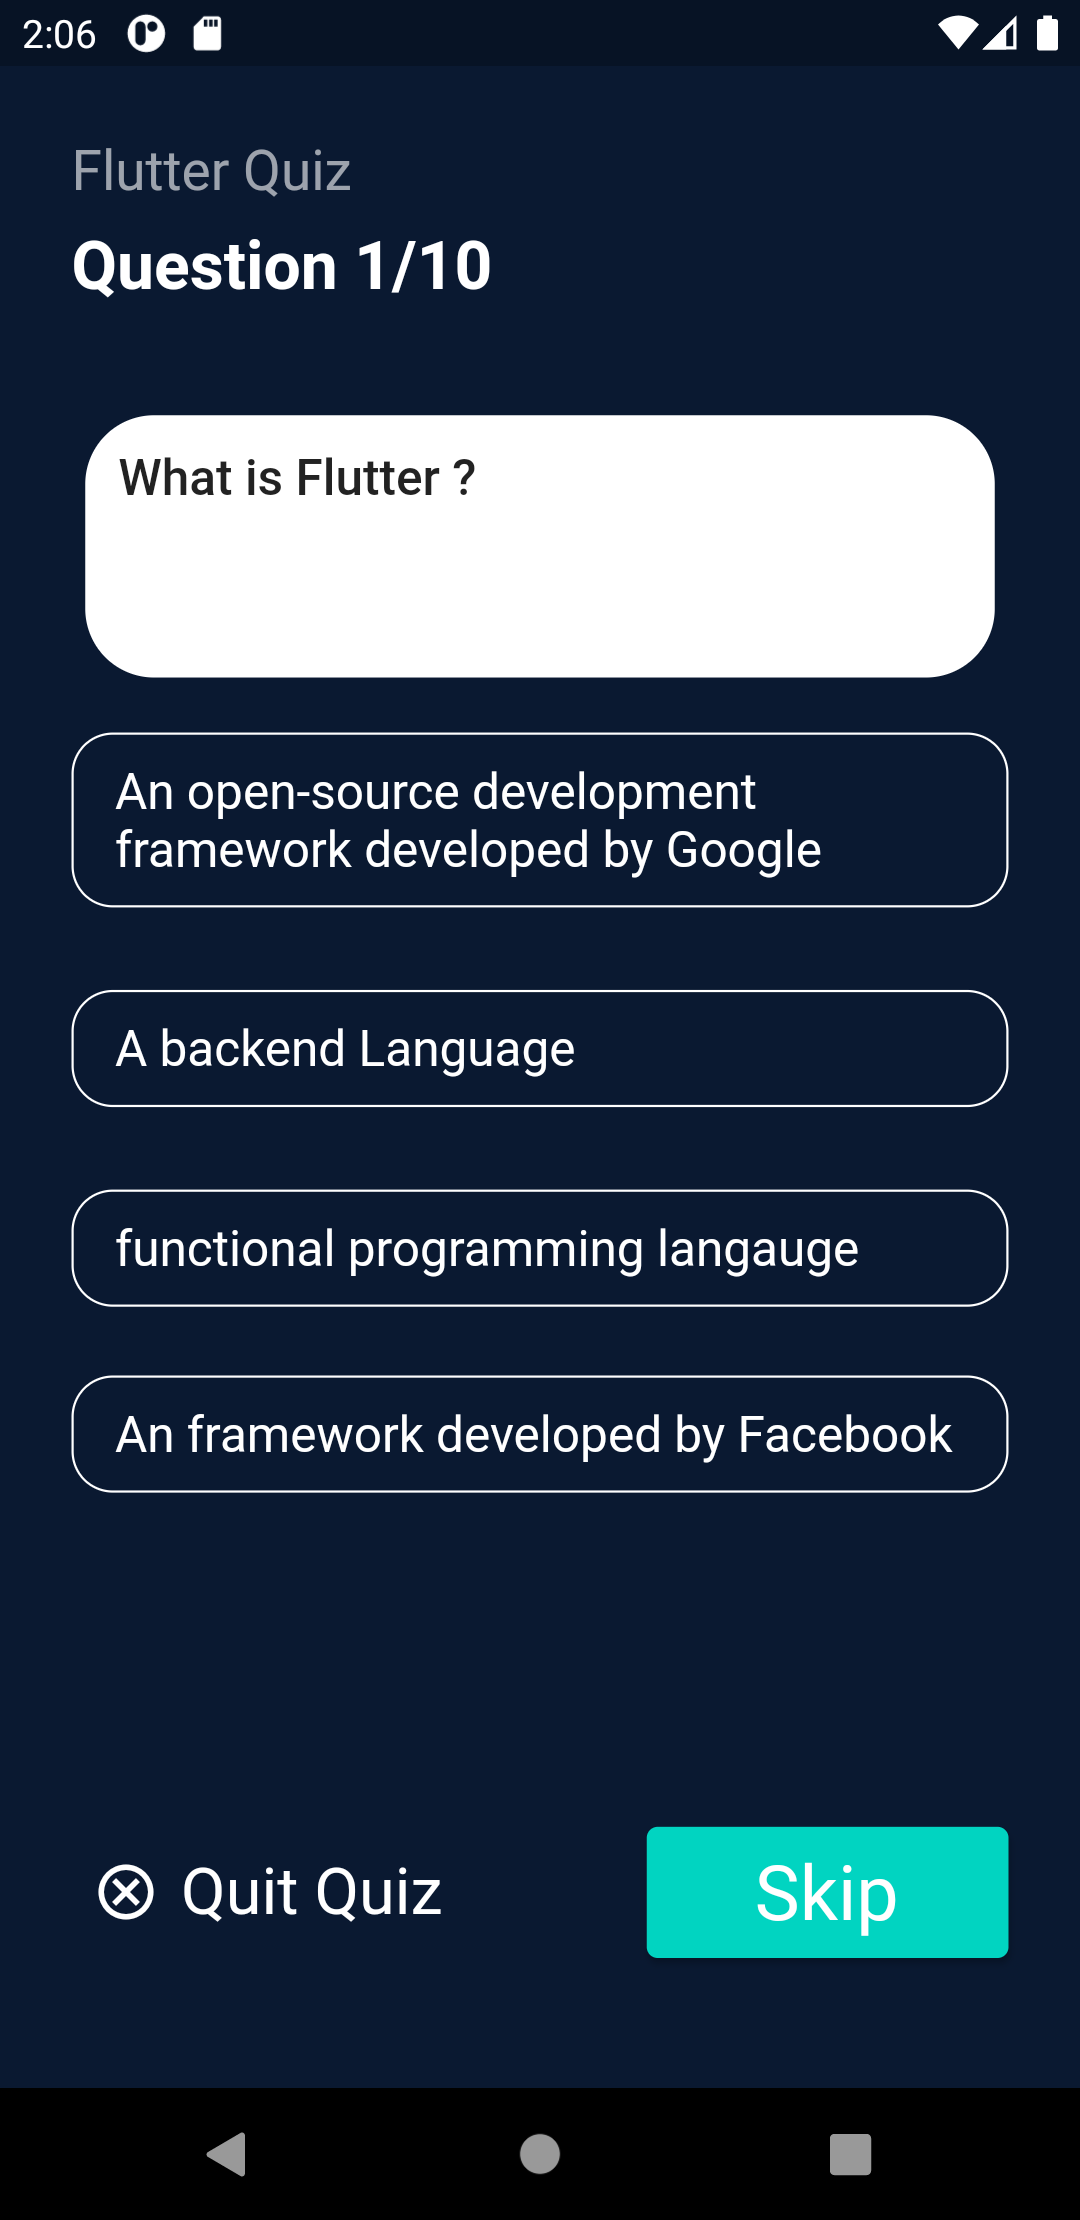 2:06
Flutter Quiz
Question 1/10
What is Flutter ?
An open-source development
framework developed by Google
A backend Language
functional programming langauge
An framework developed by Facebook
Quit Quiz
Skip